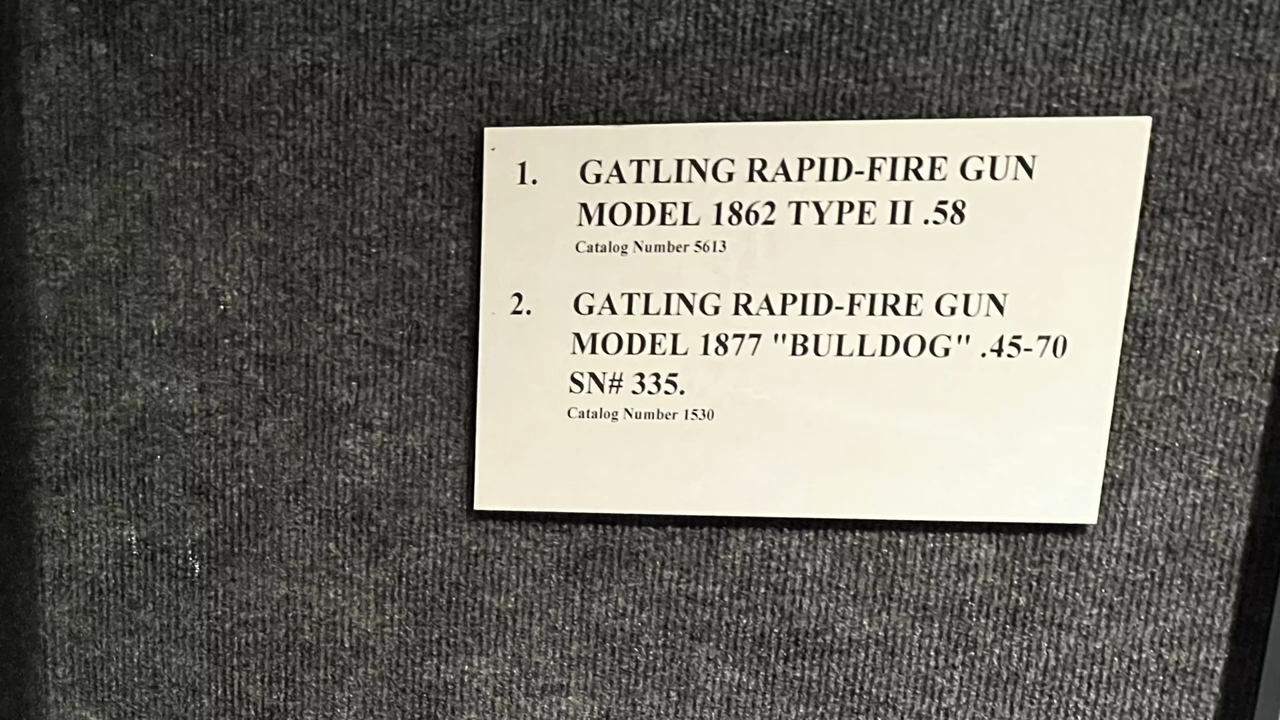 1. GATLING RAPID-FIRE GUN
MODEL 1862 TYPE II .58
Catalog Number 5613
2. GATLING RAPID-FIRE GUN
MODEL 1877 "BULLDOG" .45-70
SN# 335.
Catalog Number 1530